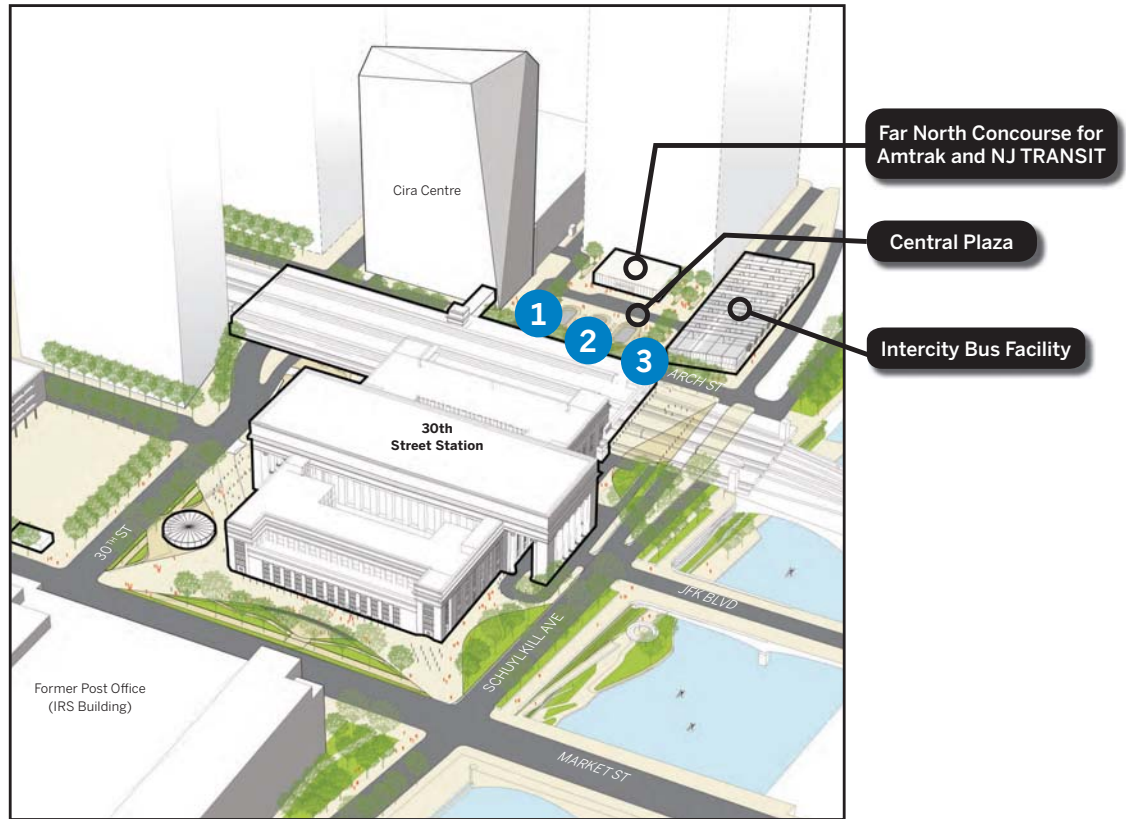 Far North Concourse for
Amtrak and NJ TRANSIT
Cira Centre
Central Plaza
1
2
3
Intercity Bus Facility
ARCH ST
30th
Street Station
30TH ST
JFK BLVD
SCHUYLKILL AVE
Former Post Office
(IRS Building)
MARKET ST